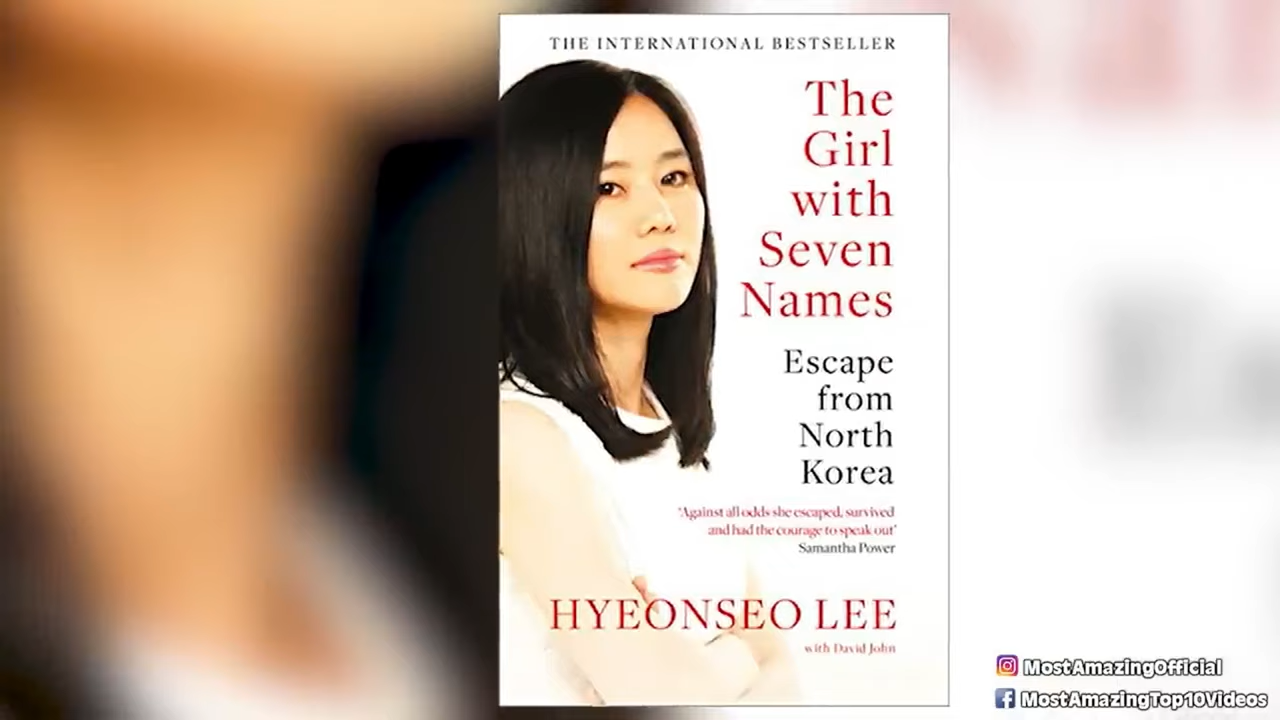 THE INTERNATIONAL BESTSELLER
The
Girl
with
Seven
Names
Escape
from
North
Korea
'Against all odds she escaped, survived
and had the courage to speak out'
Samantha Power
HYEONSEO LEE
with David John
MostAmazingOfficial
MostAmazingTop10Videos